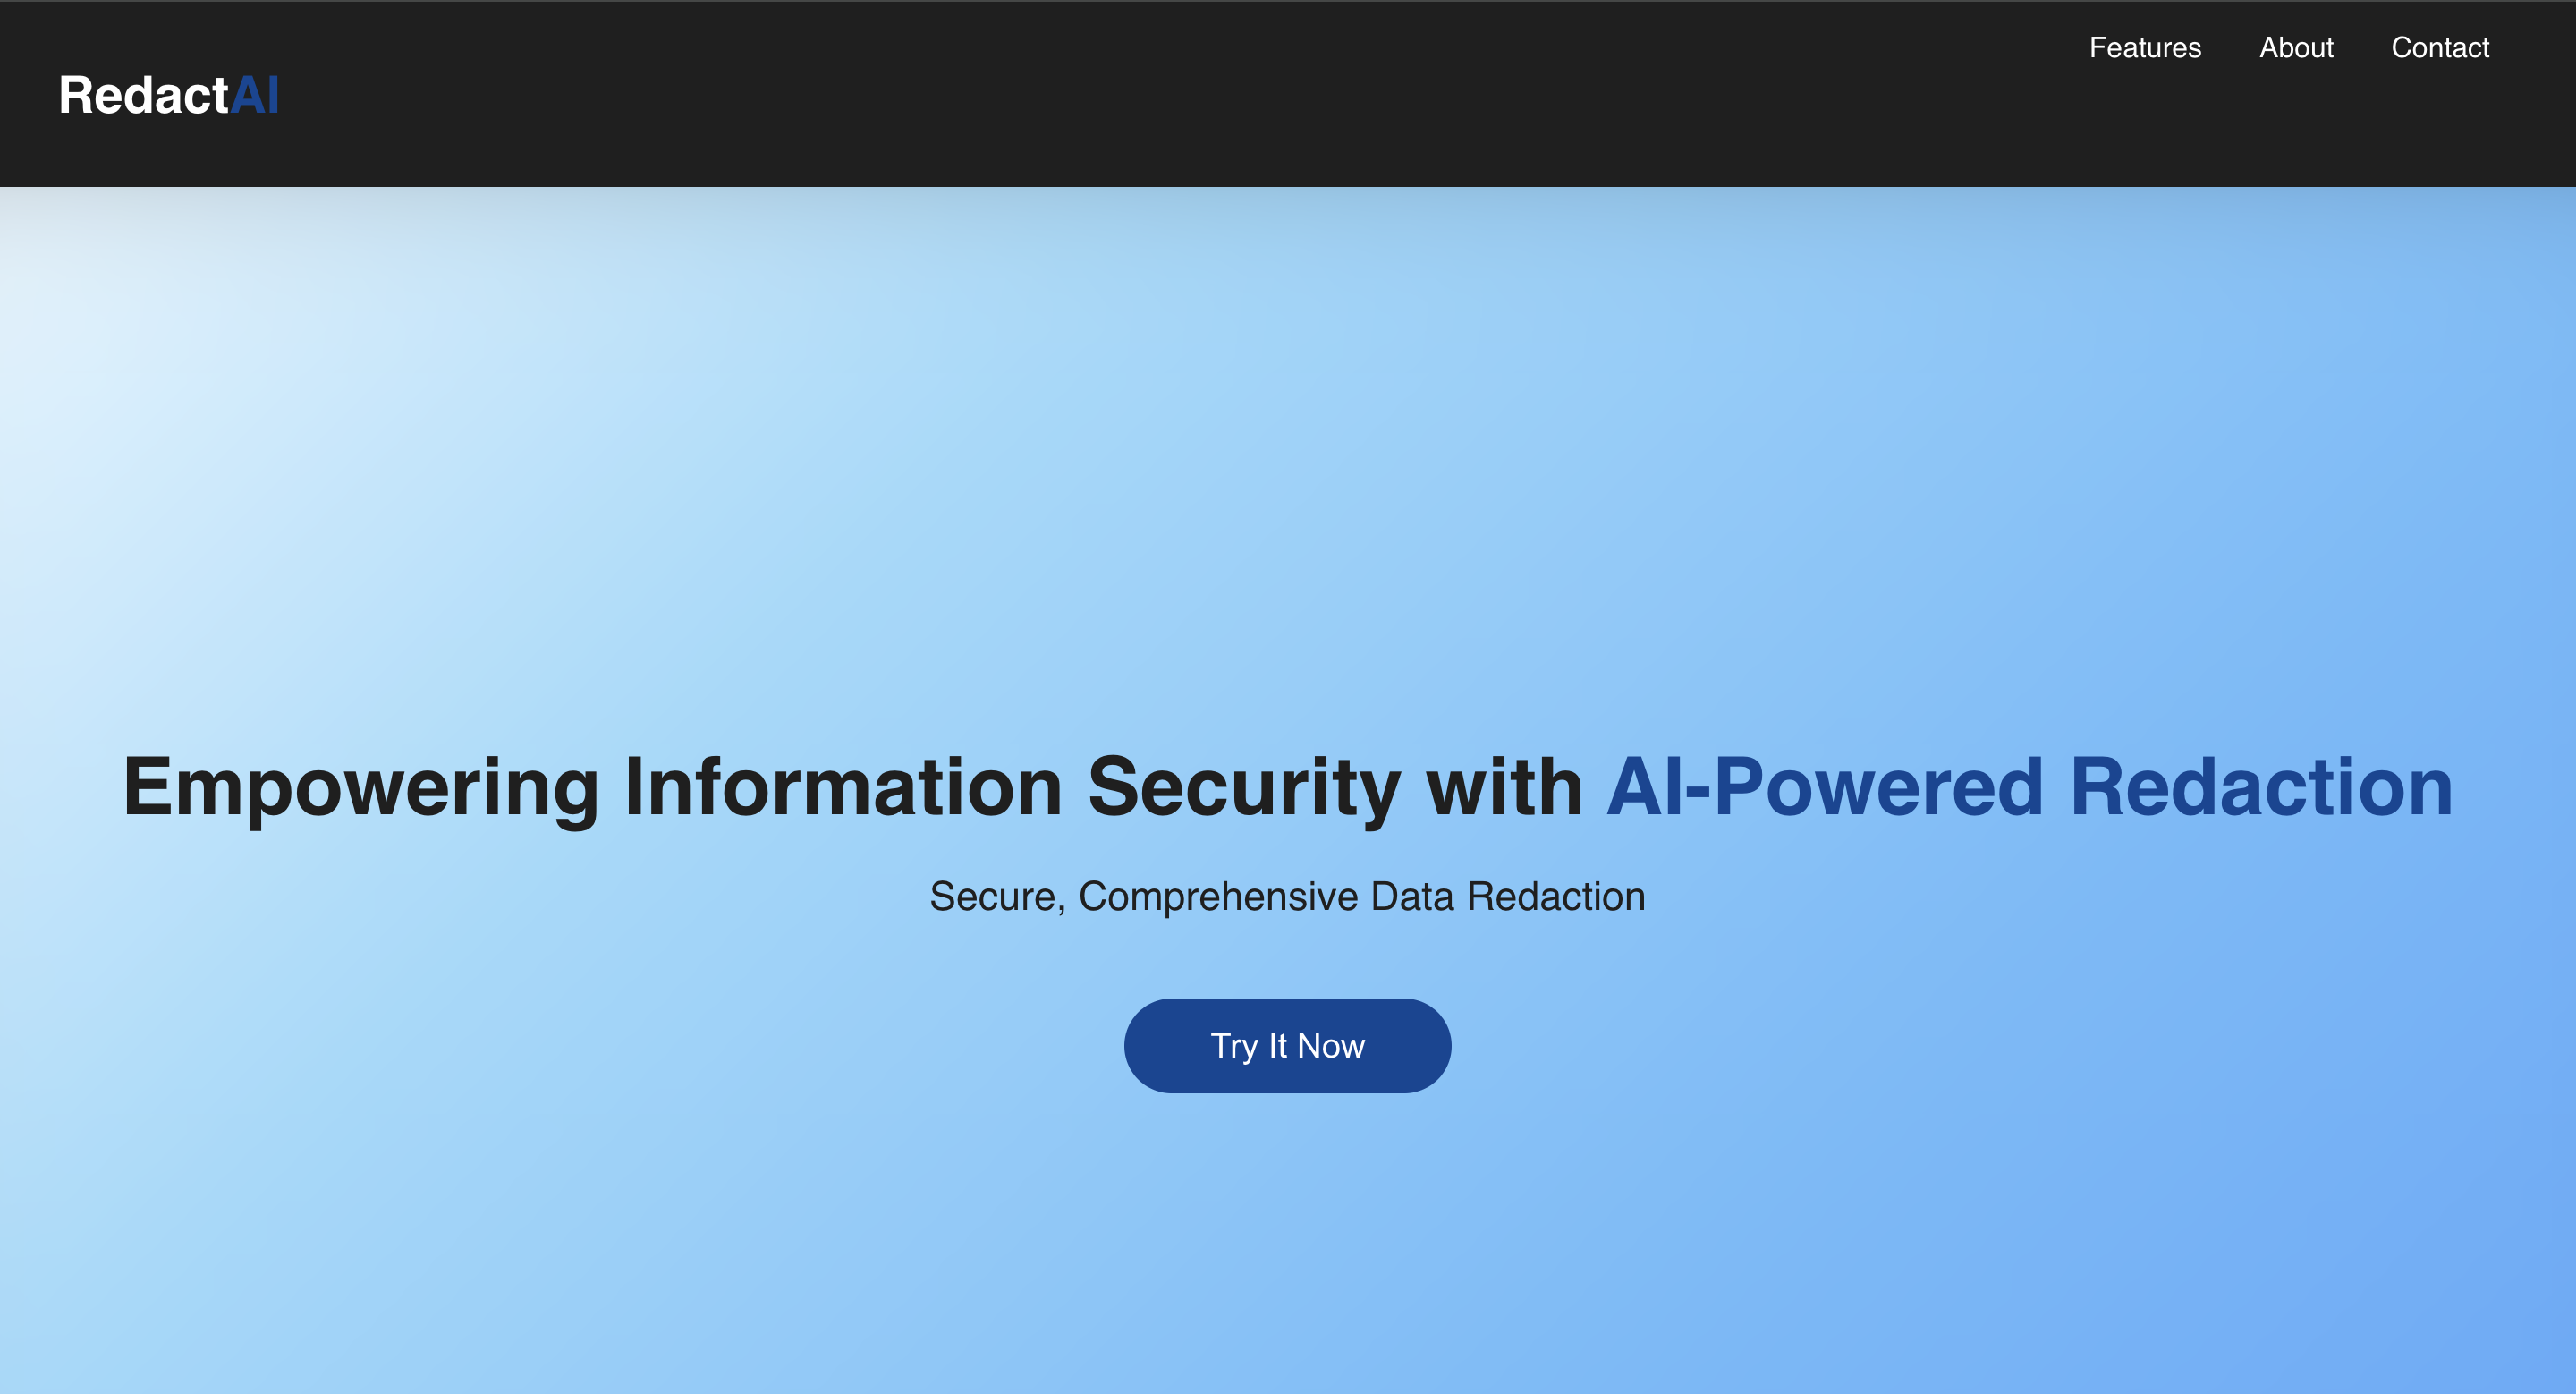 Features About Contact
RedactAI
Empowering Information Security with AI-Powered Redaction
Secure, Comprehensive Data Redaction
Try It Now